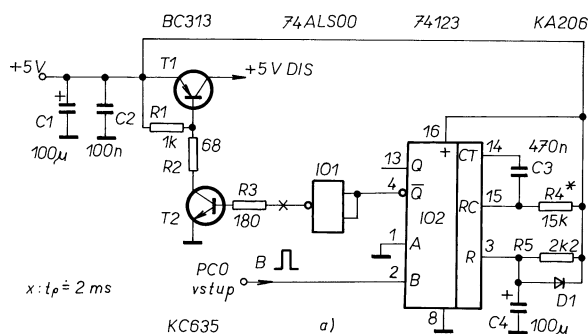 BC313 74ALS00 74123 KA206
+5V T1 +5V DIS
+ C1 100µ
C2 100n
R1 1k
R2 68
T2
R3 180
x
IO1
16 +
13 Q
4 Q̅
IO2
1 A
2 B
8
CT 14
RC 15
R 3
470n C3
R4* 15k
R5 2k2
D1
+ C4 100µ
B
PC0 vstup
x: tp ≐ 2 ms
KC635 a)